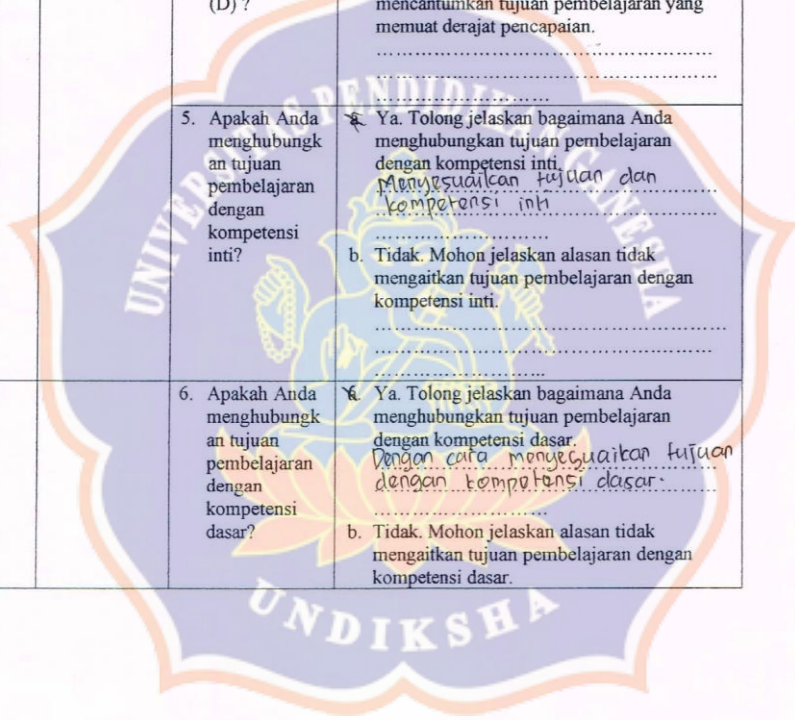 (D) ?
mencantumkan tujuan pembelajaran yang
memuat derajat pencapaian.
5. Apakah Anda
menghubungk
an tujuan
pembelajaran
dengan
kompetensi
inti?
a. Ya. Tolong jelaskan bagaimana Anda
menghubungkan tujuan pembelajaran
dengan kompetensi inti.
Menyesuaikan tujuan dan
kompetensi inti
b. Tidak. Mohon jelaskan alasan tidak
mengaitkan tujuan pembelajaran dengan
kompetensi inti.
6. Apakah Anda
menghubungk
an tujuan
pembelajaran
dengan
kompetensi
dasar?
a. Ya. Tolong jelaskan bagaimana Anda
menghubungkan tujuan pembelajaran
dengan kompetensi dasar.
Dengan cara menyesuaikan tujuan
dengan kompetensi dasar.
b. Tidak. Mohon jelaskan alasan tidak
mengaitkan tujuan pembelajaran dengan
kompetensi dasar.
UNIVERSITAS PENDIDIKAN GANESHA
UNDIKSHA